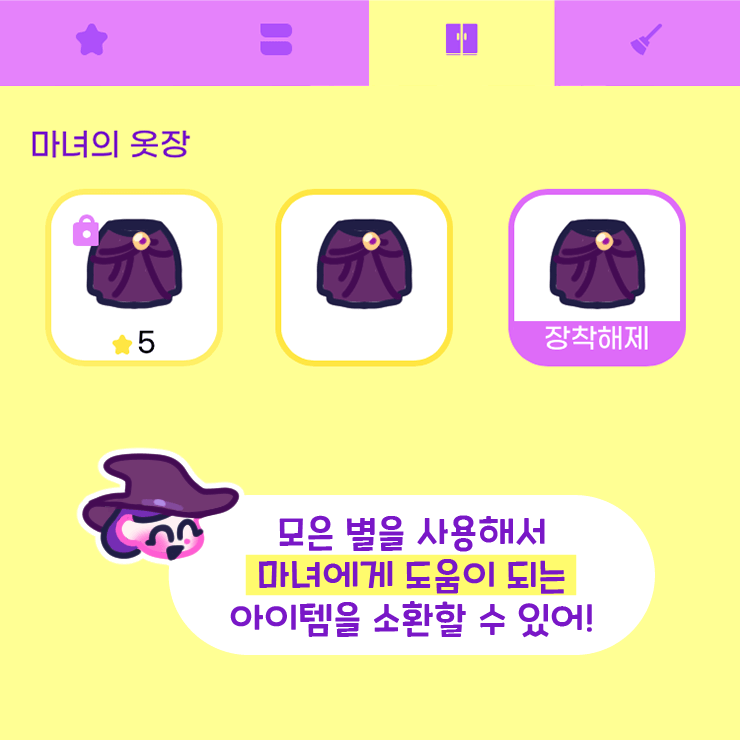 마녀의 옷장
5
장착해제
모은 별을 사용해서
마녀에게 도움이 되는
아이템을 소환할 수 있어!